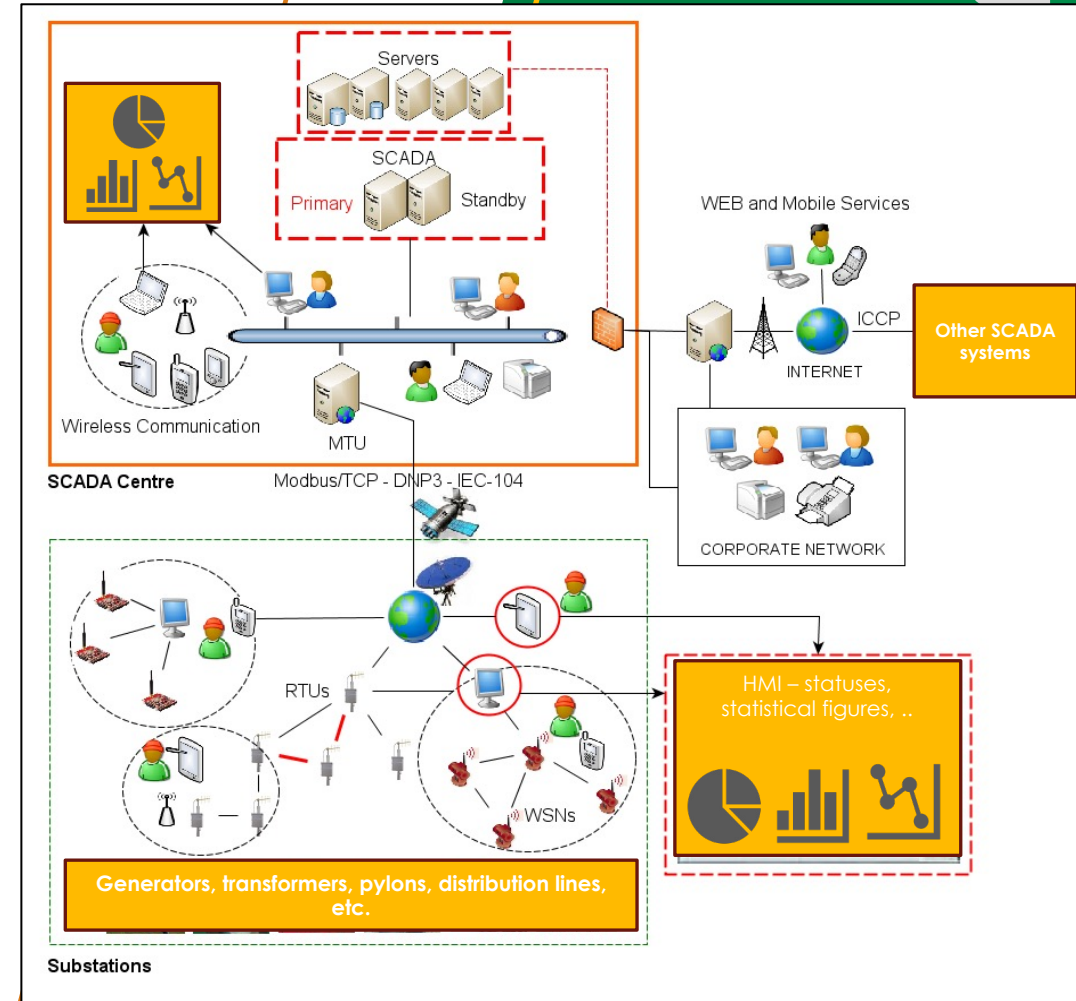 Servers
SCADA
Primary
Standby
WEB and Mobile Services
ICCP
Other SCADA
systems
INTERNET
Wireless Communication
MTU
SCADA Centre
Modbus/TCP - DNP3 - IEC-104
CORPORATE NETWORK
RTUs
HMI – statuses,
statistical figures, ..
WSNs
Generators, transformers, pylons, distribution lines,
etc.
Substations